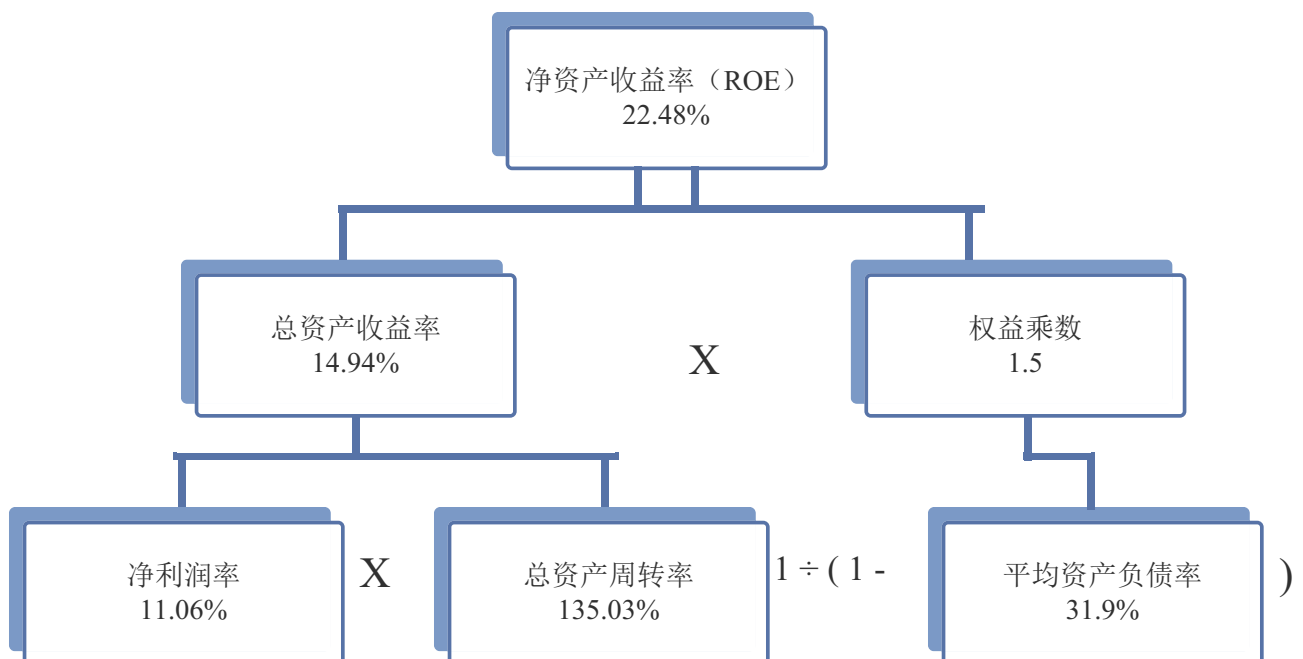 净资产收益率（ROE）
22.48%
总资产收益率
14.94%
X
权益乘数
1.5
净利润率
11.06%
X
总资产周转率
135.03%
1 ÷ ( 1 -
平均资产负债率
31.9%
)